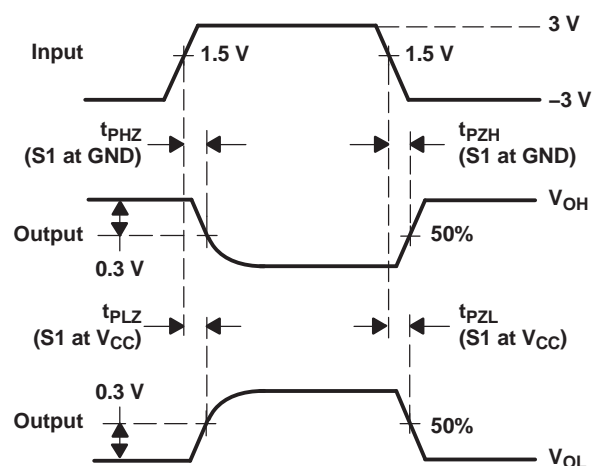 3 V
Input
1.5 V
1.5 V
–3 V
tPHZ
(S1 at GND)
tPZH
(S1 at GND)
VOH
Output
50%
0.3 V
tPLZ
(S1 at VCC)
tPZL
(S1 at VCC)
0.3 V
Output
50%
VOL